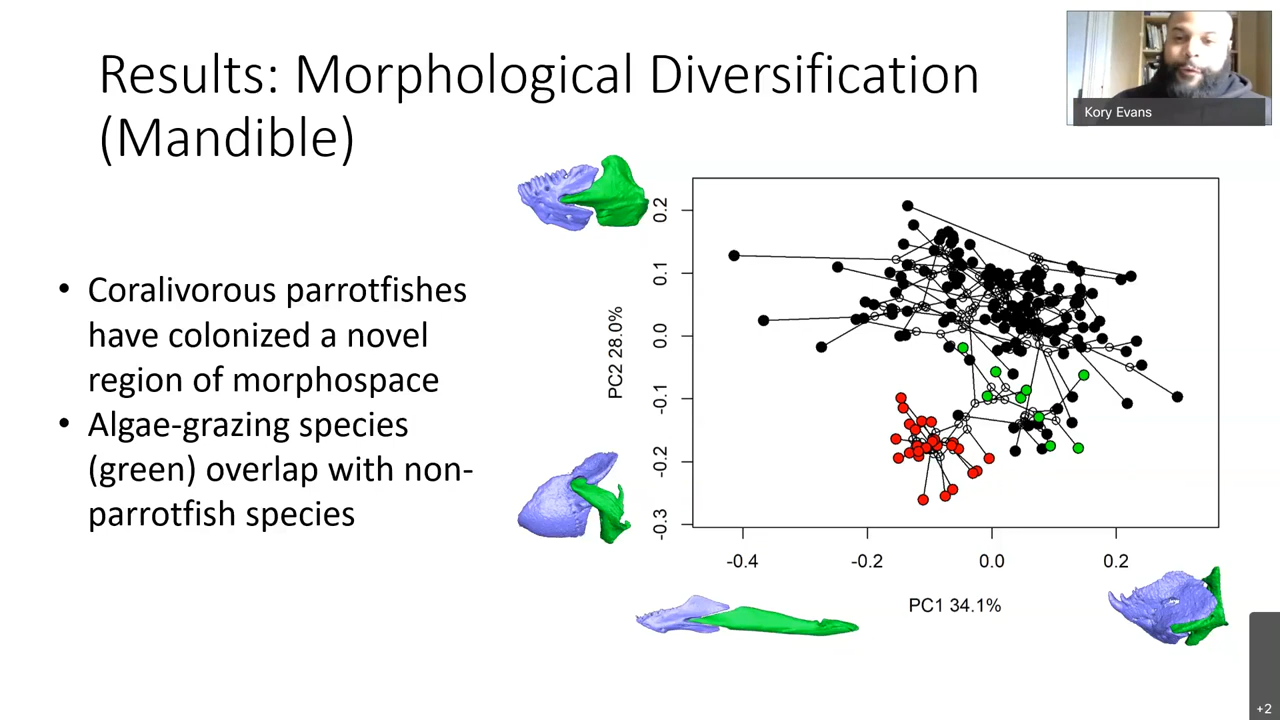 Results: Morphological Diversification
(Mandible)
Kory Evans
• Coralivorous parrotfishes
have colonized a novel
region of morphospace
• Algae-grazing species
(green) overlap with non-
parrotfish species
PC2 28.0%
0.2
0.1
0.0
-0.1
-0.2
-0.3
-0.4
-0.2
0.0
0.2
PC1 34.1%
+2